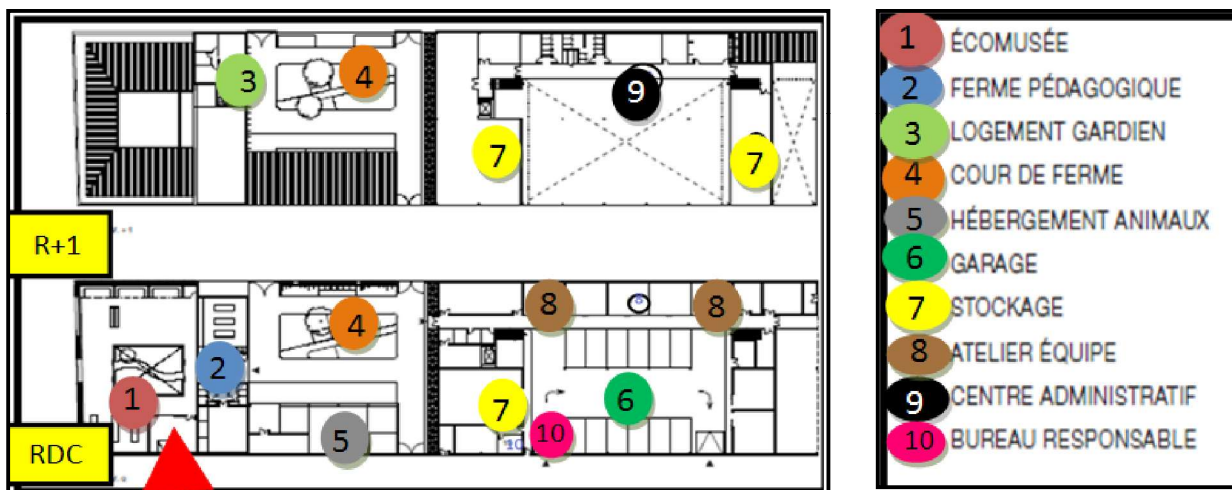 3
4
9
7
7
R+1
8
8
4
2
1
7
6
10
5
RDC
1 ÉCOMUSÉE
2 FERME PÉDAGOGIQUE
3 LOGEMENT GARDIEN
4 COUR DE FERME
5 HÉBERGEMENT ANIMAUX
6 GARAGE
7 STOCKAGE
8 ATELIER ÉQUIPE
9 CENTRE ADMINISTRATIF
10 BUREAU RESPONSABLE